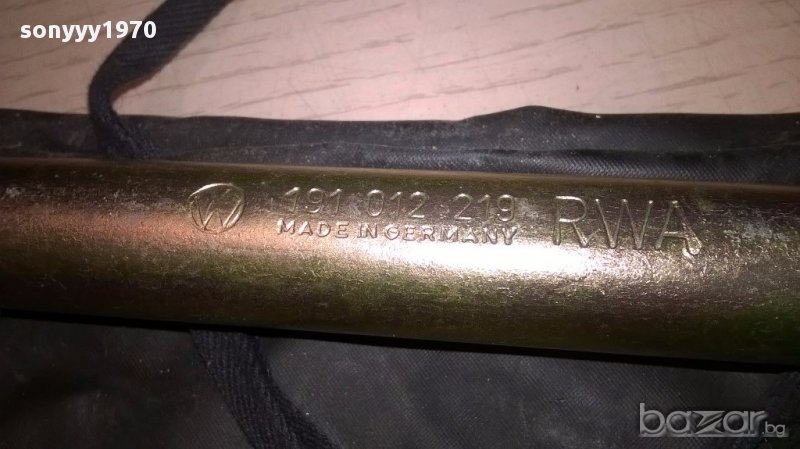 sonyyy1970
191 012 219 RWA
MADE IN GERMANY
bazar.bg